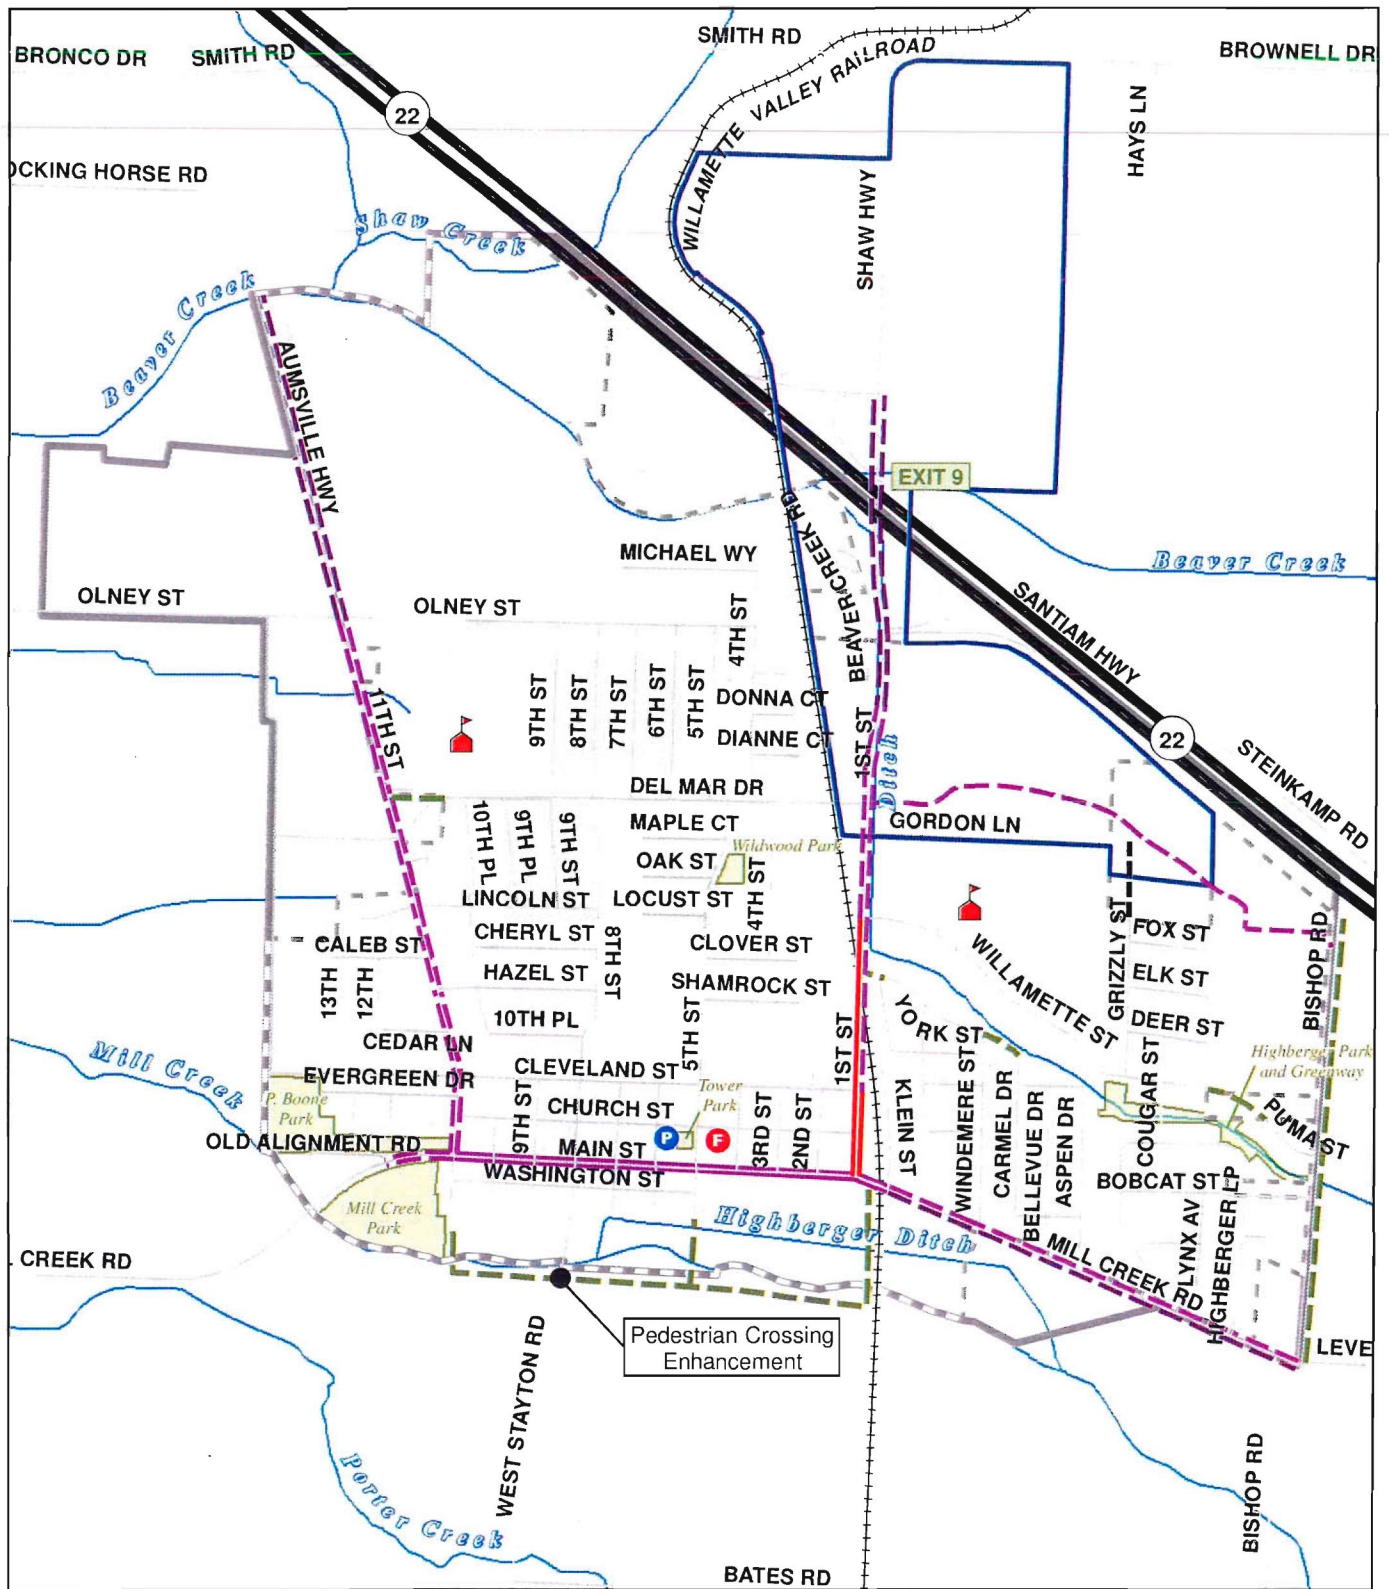 SMITH RD
BRONCO DR
SMITH RD
BROWNELL DR
WILLAMETTE VALLEY RAILROAD
22
HAYS LN
OCKING HORSE RD
SHAW HWY
Shaw Creek
Beaver Creek
AUMSVILLE HWY
EXIT 9
BEAVER CREEK RD
MICHAEL WY
Beaver Creek
OLNEY ST
OLNEY ST
4TH ST
SANTIAM HWY
9TH ST
8TH ST
7TH ST
6TH ST
5TH ST
DONNA CT
11TH ST
DIANNE CT
1ST ST
Ditch
22
STEINKAMP RD
DEL MAR DR
10TH PL
9TH PL
9TH ST
MAPLE CT
GORDON LN
Wildwood Park
OAK ST
4TH ST
LINCOLN ST
LOCUST ST
GRIZZLY ST
BISHOP RD
CALEB ST
CHERYL ST
8TH ST
CLOVER ST
FOX ST
WILLAMETTE ST
13TH
12TH
HAZEL ST
SHAMROCK ST
ELK ST
10TH PL
5TH ST
1ST ST
YORK ST
DEER ST
CEDAR LN
Mill Creek
EVERGREEN DR
CLEVELAND ST
COUGAR ST
Highberger Park
and Greenway
P. Boone
Park
9TH ST
CHURCH ST
Tower
Park
3RD ST
2ND ST
KLEIN ST
WINDEMERE ST
CARMEL DR
BELLEVUE DR
ASPEN DR
PUMA ST
OLD ALIGNMENT RD
MAIN ST
P
F
WASHINGTON ST
BOBCAT ST
Mill Creek
Park
Highberger Ditch
LYNX AV
HIGHBERGER LP
CREEK RD
MILL CREEK RD
Pedestrian Crossing
Enhancement
LEVE
WEST STAYTON RD
BISHOP RD
Porter Creek
BATES RD